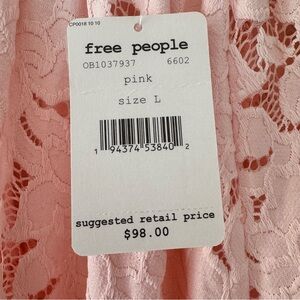 CP0018 10 10
free people
OB1037937 6602
pink
size L
1 94374 53840 2
suggested retail price
$98.00